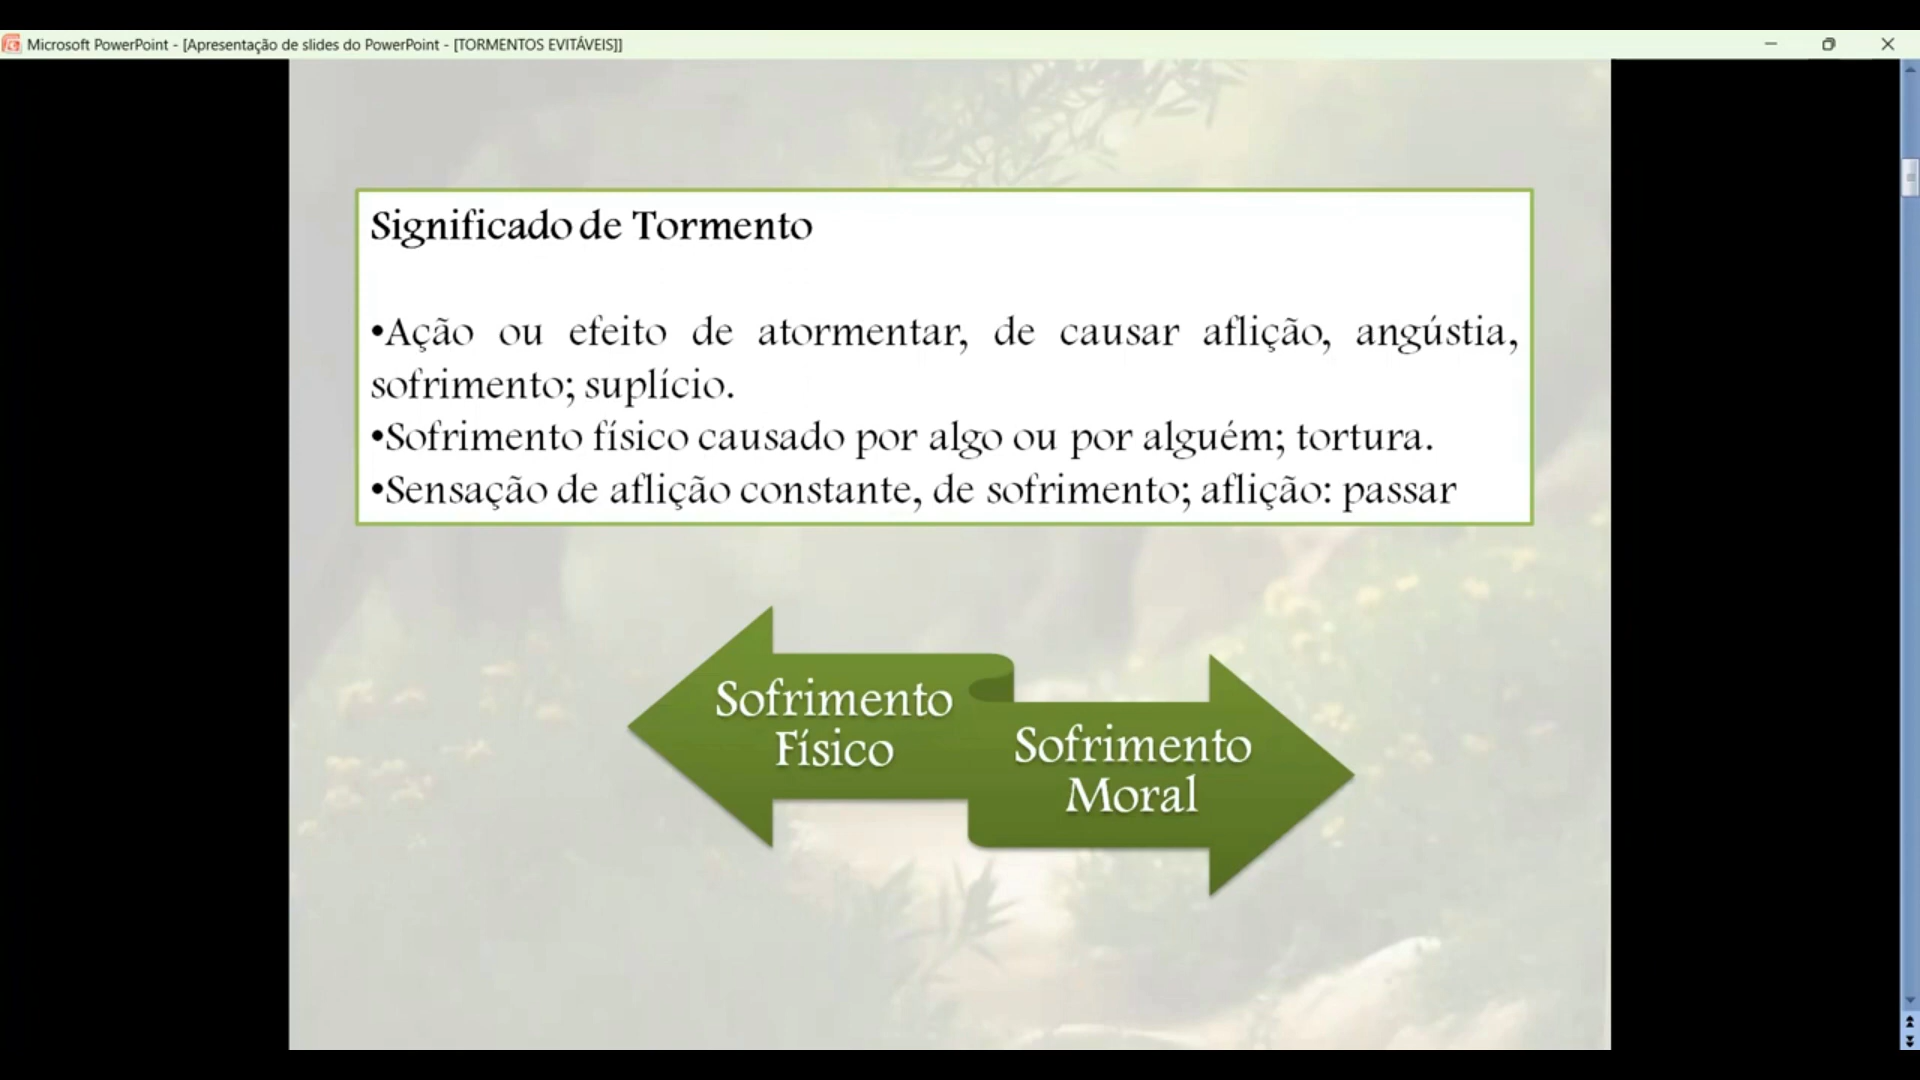 Microsoft PowerPoint - [Apresentação de slides do PowerPoint - [TORMENTOS EVITÁVEIS]]
Significado de Tormento
•Ação ou efeito de atormentar, de causar aflição, angústia,
sofrimento; suplício.
•Sofrimento físico causado por algo ou por alguém; tortura.
•Sensação de aflição constante, de sofrimento; aflição: passar
Sofrimento
Físico
Sofrimento
Moral